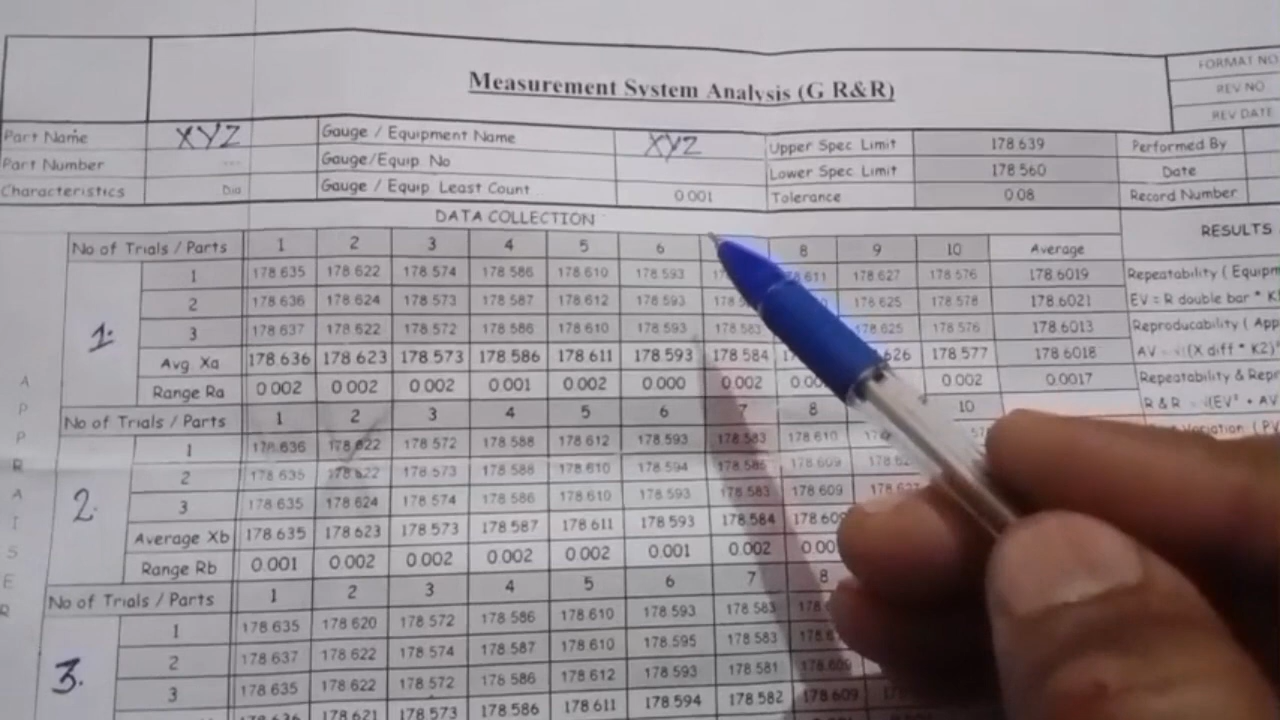 Measurement System Analysis (G R&R)
FORMAT NO
REV NO
REV DATE
Part Name XYZ Gauge / Equipment Name XYZ Upper Spec Limit 178.639 Performed By
Part Number --- Gauge/Equip No Lower Spec Limit 178 560 Date
Characteristics Dia Gauge / Equip Least Count 0 001 Tolerance 0 08 Record Number
DATA COLLECTION RESULTS
No of Trials / Parts 1 2 3 4 5 6 8 9 10 Average
1 178 635 178.622 178 574 178 586 178.610 178 593 611 178.627 178 576 178.6019 Repeatability ( Equipm
2 178 636 178 624 178 573 178 587 178 612 178 593 178.625 178 578 178.6021 EV = R double bar * K
1.
3 178 637 178 622 178 572 178 586 178 610 178.593 178 583 178 625 178 576 178.6013 Reproducability ( App
Avg Xa 178 636 178 623 178.573 178 586 178 611 178.593 178 584 626 178 577 178 6018 AV = √((X diff * K2)²
Range Ra 0 002 0 002 0 002 0 001 0 002 0 000 0 002 0 002 0.0017 Repeatability & Repr
No of Trials / Parts 1 2 3 4 5 6 7 8 10 R & R = √(EV² + AV
1 178 636 178 622 178 572 178 588 178 612 178 593 178 583 178 610 Variation ( PV
2 178 635 178 622 178 573 178 588 178 610 178 594 178 609
2.
3 178 635 178 624 178 574 178 586 178 610 178 593 178 583 178 609
Average Xb 178 635 178 623 178 573 178 587 178 611 178 593 178 584
Range Rb 0 001 0 002 0 002 0 002 0 002 0 001 0 002
No of Trials / Parts 1 2 3 4 5 6 7 8
1 178 635 178 620 178 572 178 586 178 610 178 593 178 583
2 178 637 178 622 178 574 178 587 178 610 178 595 178 583
3.
3 178 635 178 622 178 572 178 586 178 612 178 593 178 581 178 609
178 621 178 573 178 586 178 611 178 594 178 582
APPRAISER